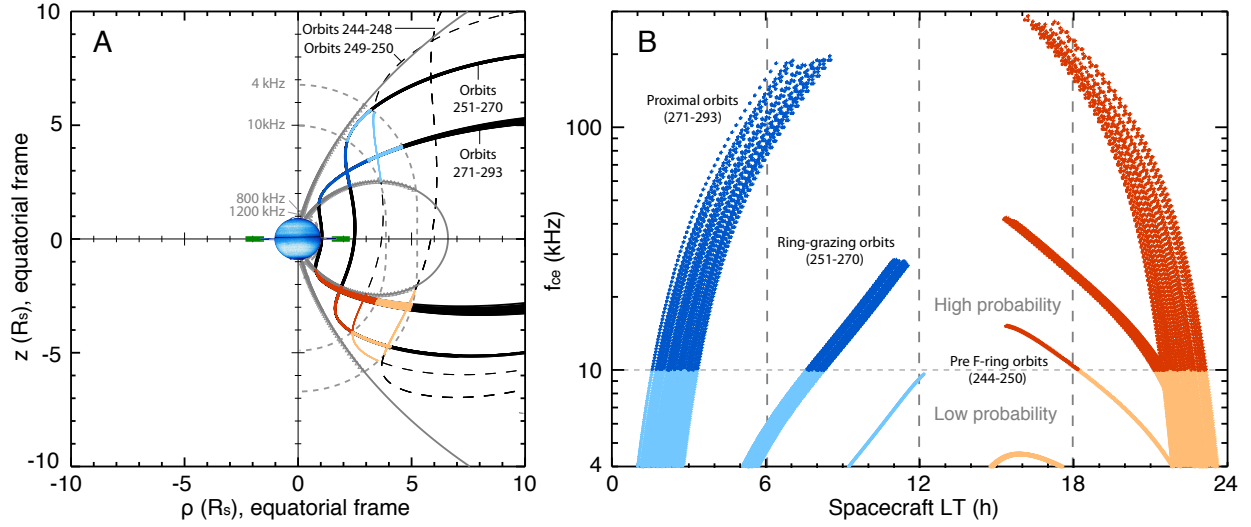 A
10
5
0
-5
-10
z (Rs), equatorial frame
-10
-5
0
5
10
ρ (Rs), equatorial frame
Orbits 244-248
Orbits 249-250
4 kHz
10kHz
800 kHz
1200 kHz
Orbits
251-270
Orbits
271-293
B
100
10
4
fce (kHz)
0
6
12
18
24
Spacecraft LT (h)
Proximal orbits
(271-293)
Ring-grazing orbits
(251-270)
High probability
Pre F-ring orbits
(244-250)
Low probability